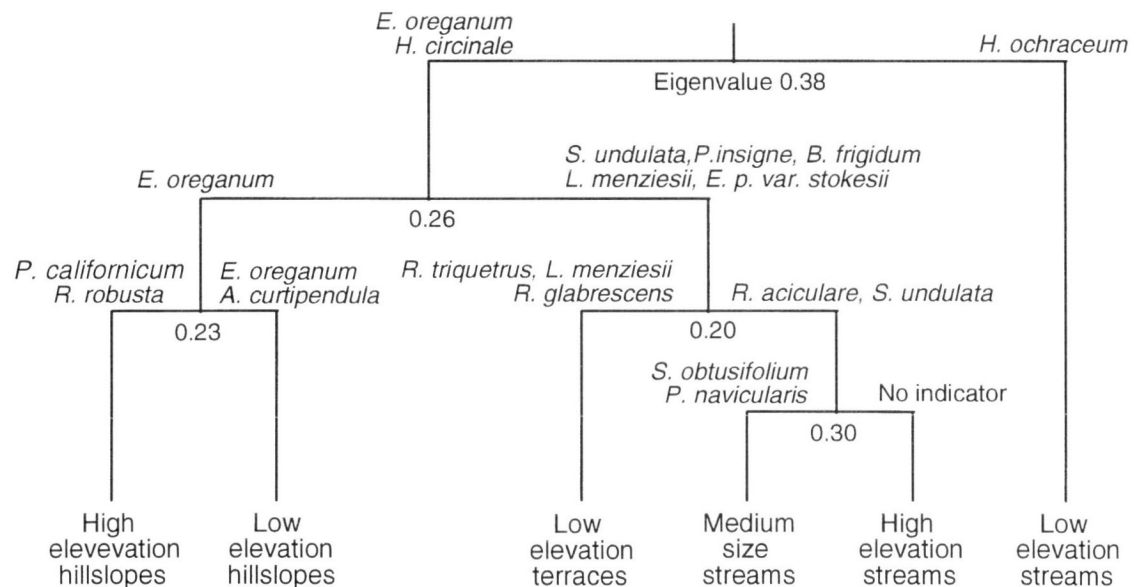 E. oreganum
H. circinale
H. ochraceum
Eigenvalue 0.38
S. undulata,P.insigne, B. frigidum
L. menziesii, E. p. var. stokesii
E. oreganum
0.26
P. californicum
R. robusta
E. oreganum
A. curtipendula
R. triquetrus, L. menziesii
R. glabrescens
R. aciculare, S. undulata
0.23
0.20
S. obtusifolium
P. navicularis
No indicator
0.30
High
elevevation
hillslopes
Low
elevation
hillslopes
Low
elevation
terraces
Medium
size
streams
High
elevation
streams
Low
elevation
streams